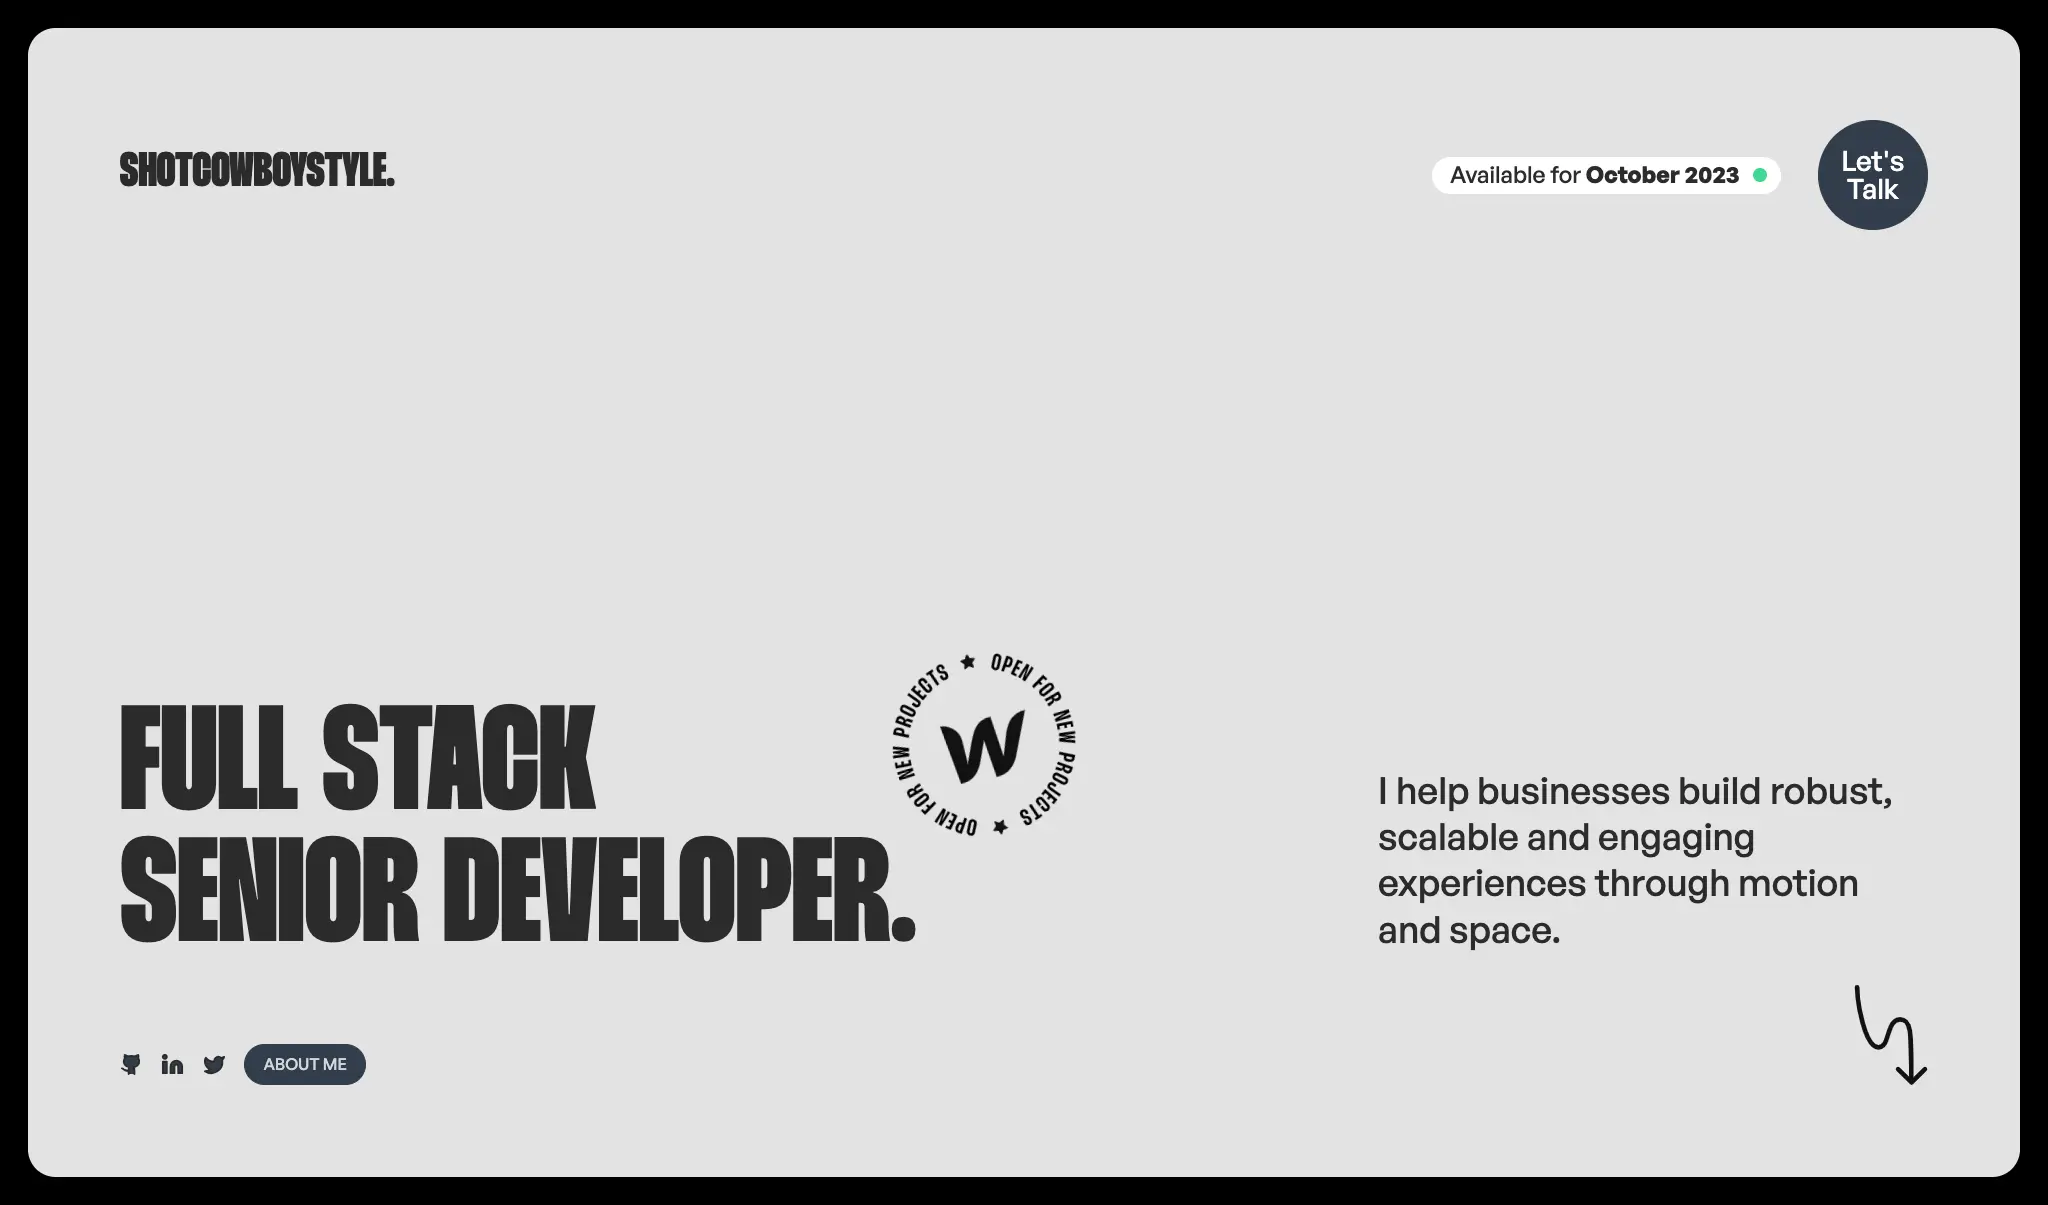 SHOTCOWBOYSTYLE.
Available for October 2023
Let's
Talk
OPEN FOR NEW PROJECTS ★ OPEN FOR NEW PROJECTS ★
W
FULL STACK
SENIOR DEVELOPER.
I help businesses build robust,
scalable and engaging
experiences through motion
and space.
in
ABOUT ME